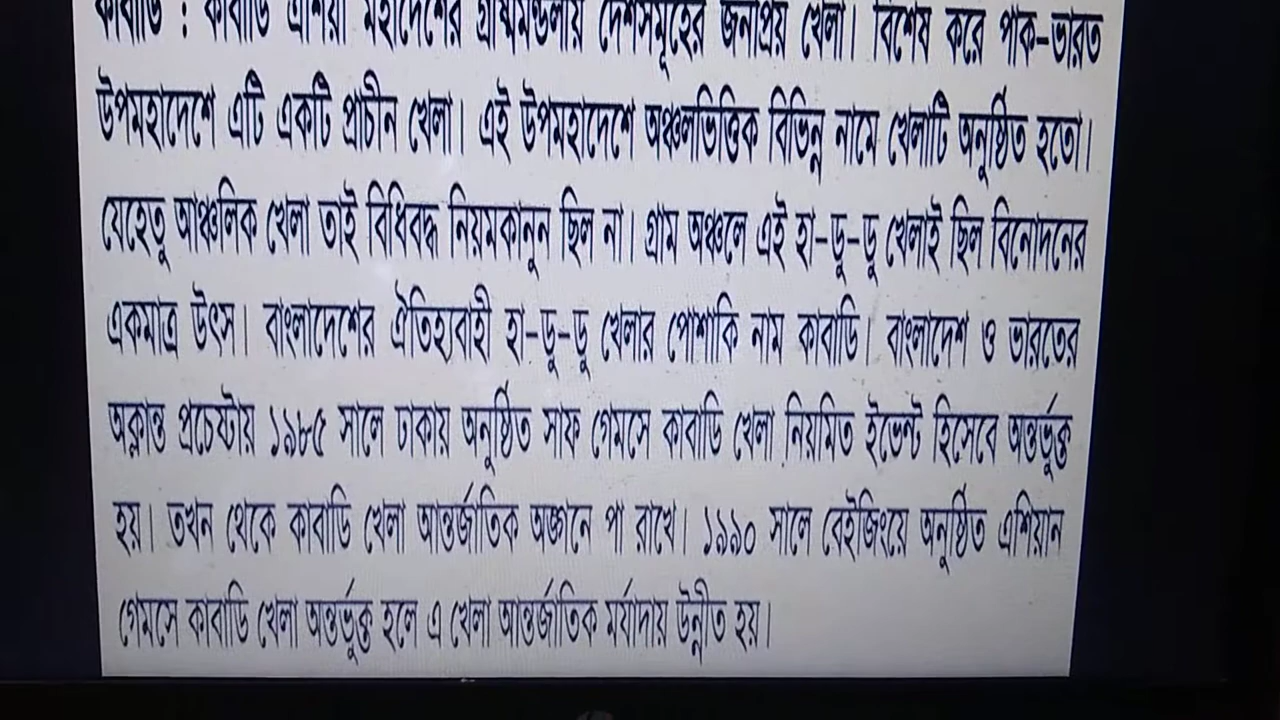 কাবাডি : কাবাডি এশিয়া মহাদেশের গ্রীষ্মমণ্ডলীয় দেশসমূহের জনপ্রিয় খেলা। বিশেষ করে পাক-ভারত
উপমহাদেশে এটি একটি প্রাচীন খেলা। এই উপমহাদেশে অঞ্চলভিত্তিক বিভিন্ন নামে খেলাটি অনুষ্ঠিত হতো।
যেহেতু আঞ্চলিক খেলা তাই বিধিবদ্ধ নিয়মকানুন ছিল না। গ্রাম অঞ্চলে এই হা-ডু-ডু খেলাই ছিল বিনোদনের
একমাত্র উৎস। বাংলাদেশের ঐতিহ্যবাহী হা-ডু-ডু খেলার পোশাকি নাম কাবাডি। বাংলাদেশ ও ভারতের
অক্লান্ত প্রচেষ্টায় ১৯৮৫ সালে ঢাকায় অনুষ্ঠিত সাফ গেমসে কাবাডি খেলা নিয়মিত ইভেন্ট হিসেবে অন্তর্ভুক্ত
হয়। তখন থেকে কাবাডি খেলা আন্তর্জাতিক অঙ্গানে পা রাখে। ১৯৯০ সালে বেইজিংয়ে অনুষ্ঠিত এশিয়ান
গেমসে কাবাডি খেলা অন্তর্ভুক্ত হলে এ খেলা আন্তর্জাতিক মর্যাদায় উন্নীত হয়।